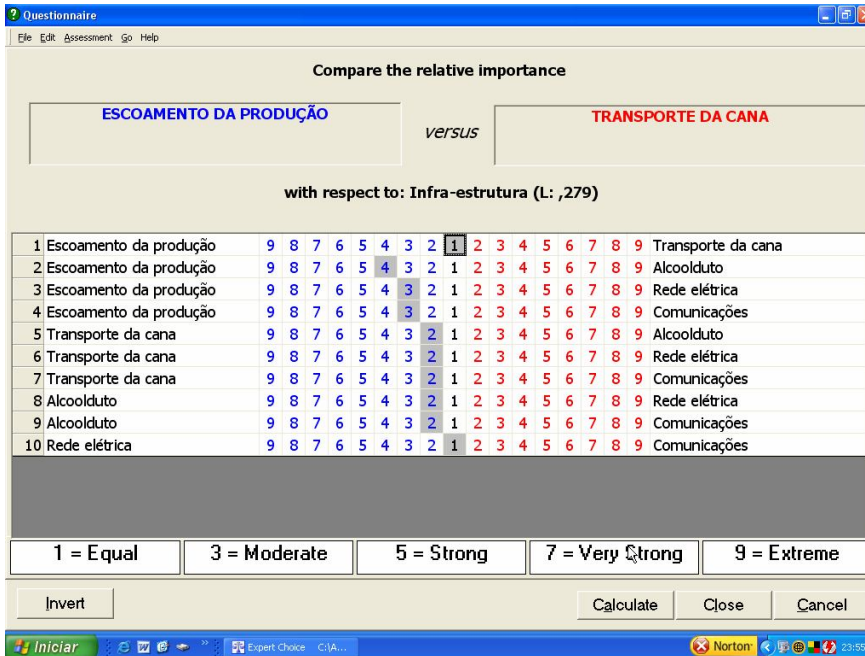 Questionnaire
File Edit Assessment Go Help
Compare the relative importance
ESCOAMENTO DA PRODUÇÃO
versus
TRANSPORTE DA CANA
with respect to: Infra-estrutura (L: ,279)
1 Escoamento da produção 9 8 7 6 5 4 3 2 1 2 3 4 5 6 7 8 9 Transporte da cana
2 Escoamento da produção 9 8 7 6 5 4 3 2 1 2 3 4 5 6 7 8 9 Alcoolduto
3 Escoamento da produção 9 8 7 6 5 4 3 2 1 2 3 4 5 6 7 8 9 Rede elétrica
4 Escoamento da produção 9 8 7 6 5 4 3 2 1 2 3 4 5 6 7 8 9 Comunicações
5 Transporte da cana 9 8 7 6 5 4 3 2 1 2 3 4 5 6 7 8 9 Alcoolduto
6 Transporte da cana 9 8 7 6 5 4 3 2 1 2 3 4 5 6 7 8 9 Rede elétrica
7 Transporte da cana 9 8 7 6 5 4 3 2 1 2 3 4 5 6 7 8 9 Comunicações
8 Alcoolduto 9 8 7 6 5 4 3 2 1 2 3 4 5 6 7 8 9 Rede elétrica
9 Alcoolduto 9 8 7 6 5 4 3 2 1 2 3 4 5 6 7 8 9 Comunicações
10 Rede elétrica 9 8 7 6 5 4 3 2 1 2 3 4 5 6 7 8 9 Comunicações
1 = Equal 3 = Moderate 5 = Strong 7 = Very Strong 9 = Extreme
Invert Calculate Close Cancel
Iniciar Expert Choice C:\A... Norton 23:55